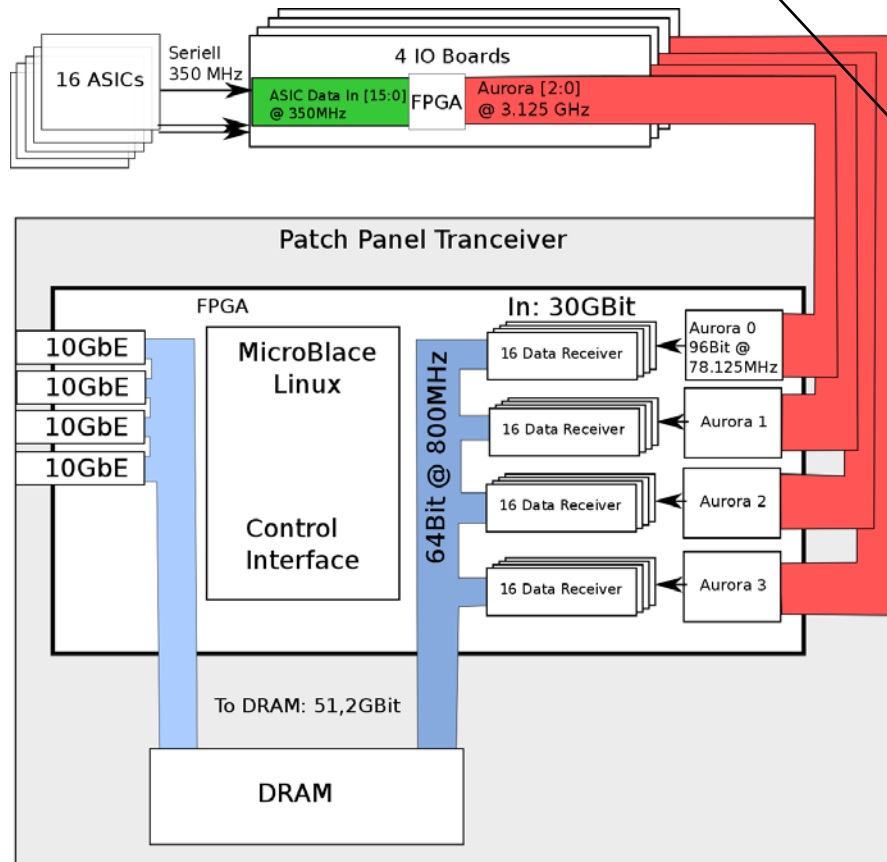 16 ASICs
Seriell
350 MHz
4 IO Boards
ASIC Data In [15:0]
@ 350MHz
FPGA
Aurora [2:0]
@ 3.125 GHz
Patch Panel Tranceiver
FPGA
In: 30GBit
10GbE
10GbE
10GbE
10GbE
MicroBlace
Linux
Control
Interface
64Bit @ 800MHz
16 Data Receiver
Aurora 0
96Bit @
78.125MHz
16 Data Receiver
Aurora 1
16 Data Receiver
Aurora 2
16 Data Receiver
Aurora 3
To DRAM: 51,2GBit
DRAM